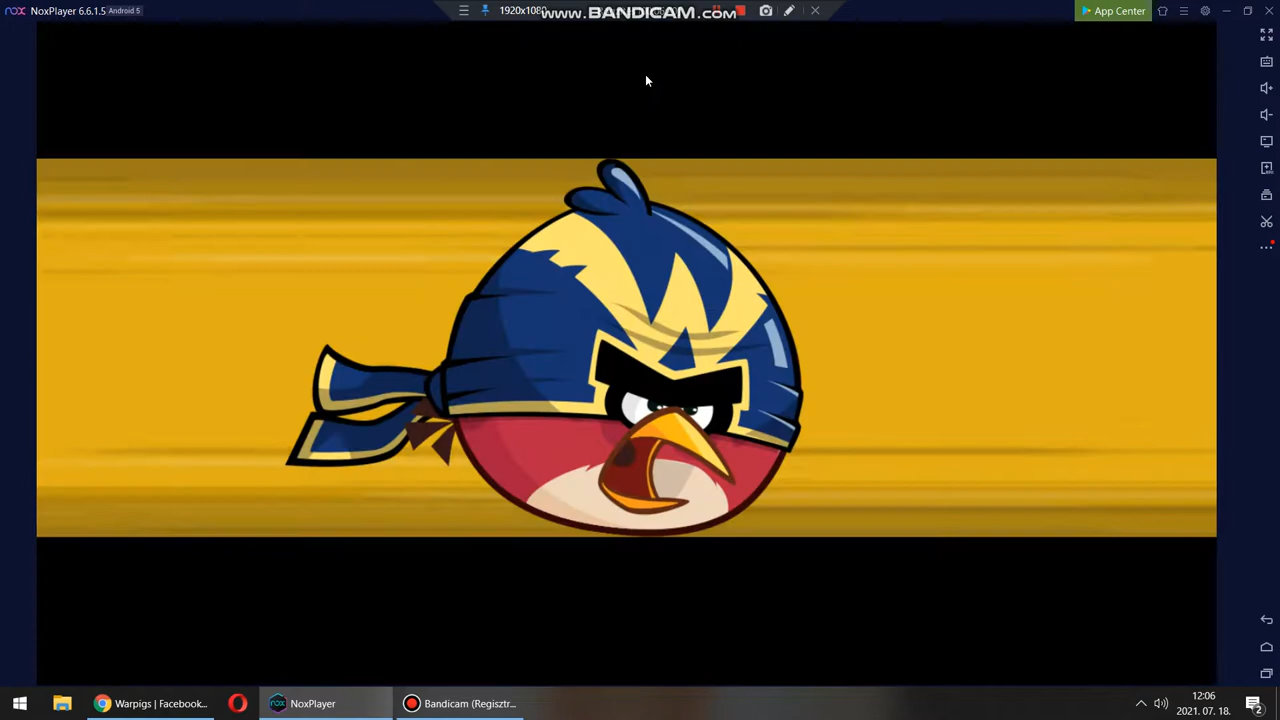 nox NoxPlayer 6.6.1.5 Android 5
1920x1080
www.BANDICAM.com
App Center
Warpigs | Facebook...
NoxPlayer
Bandicam (Regisztr...
12:06
2021. 07. 18.
2